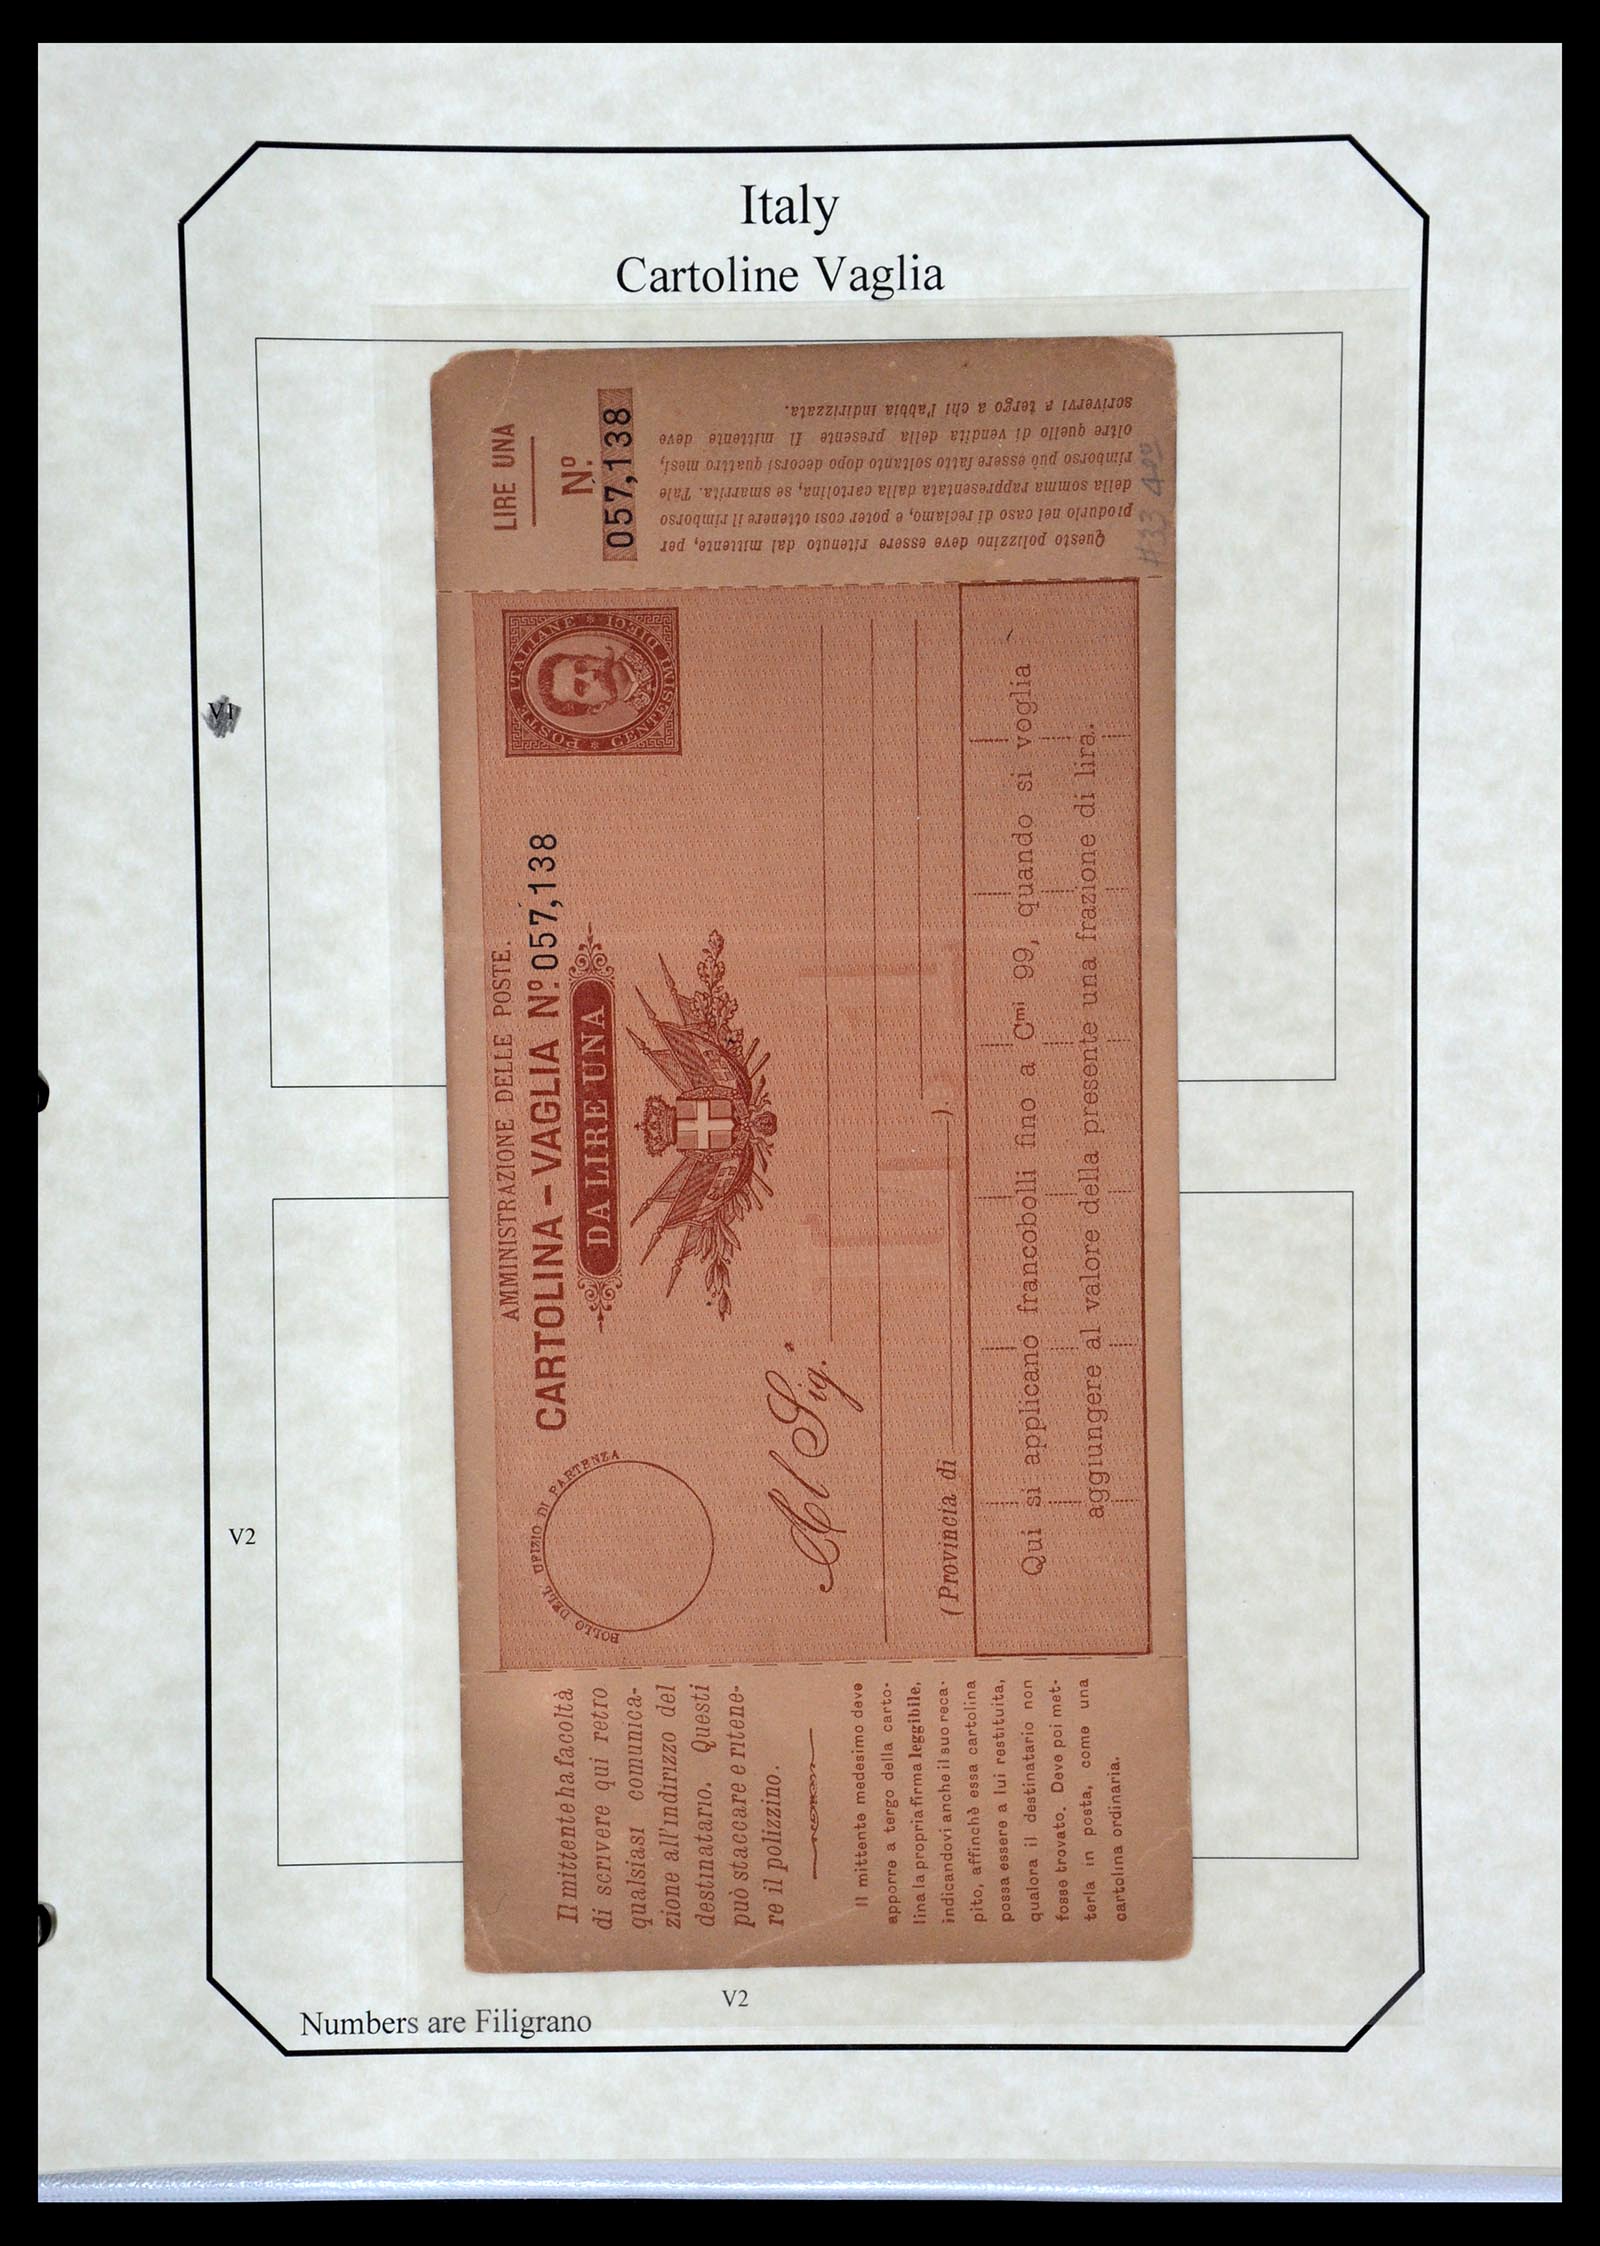 Italy
Cartoline Vaglia
V1
V2
LIRE UNA
Nº.
057,138
Questo polizzino deve essere ritenuto dal mittente, per
produrlo nel caso di reclamo, e poter così ottenere il rimborso
della somma rappresentata dalla cartolina, se smarrita. Tale
rimborso può essere fatto soltanto dopo decorsi quattro mesi,
oltre quello di vendita della presente Il mittente deve
scrivervi a tergo a chi l'abbia indirizzata.
#33 400
POSTE ITALIANE * CENTESIMI DIECI *
AMMINISTRAZIONE DELLE POSTE.
CARTOLINA-VAGLIA Nº.057,138
DA LIRE UNA
BOLLO DELL' UFIZIO DI PARTENZA
Al Sig.
(Provincia di ).
Qui si applicano francobolli fino a Cmi 99, quando si voglia
aggiungere al valore della presente una frazione di lira.
Il mittente ha facoltà
di scrivere qui retro
qualsiasi comunica-
zione all'indirizzo del
destinatario. Questi
può staccare e ritene-
re il polizzino.
Il mittente medesimo deve
apporre a tergo della carto-
lina la propria firma leggibile,
indicandovi anche il suo reca-
pito, affinchè essa cartolina
possa essere a lui restituita,
qualora il destinatario non
fosse trovato. Deve poi met-
terla in posta, come una
cartolina ordinaria.
V2
Numbers are Filigrano